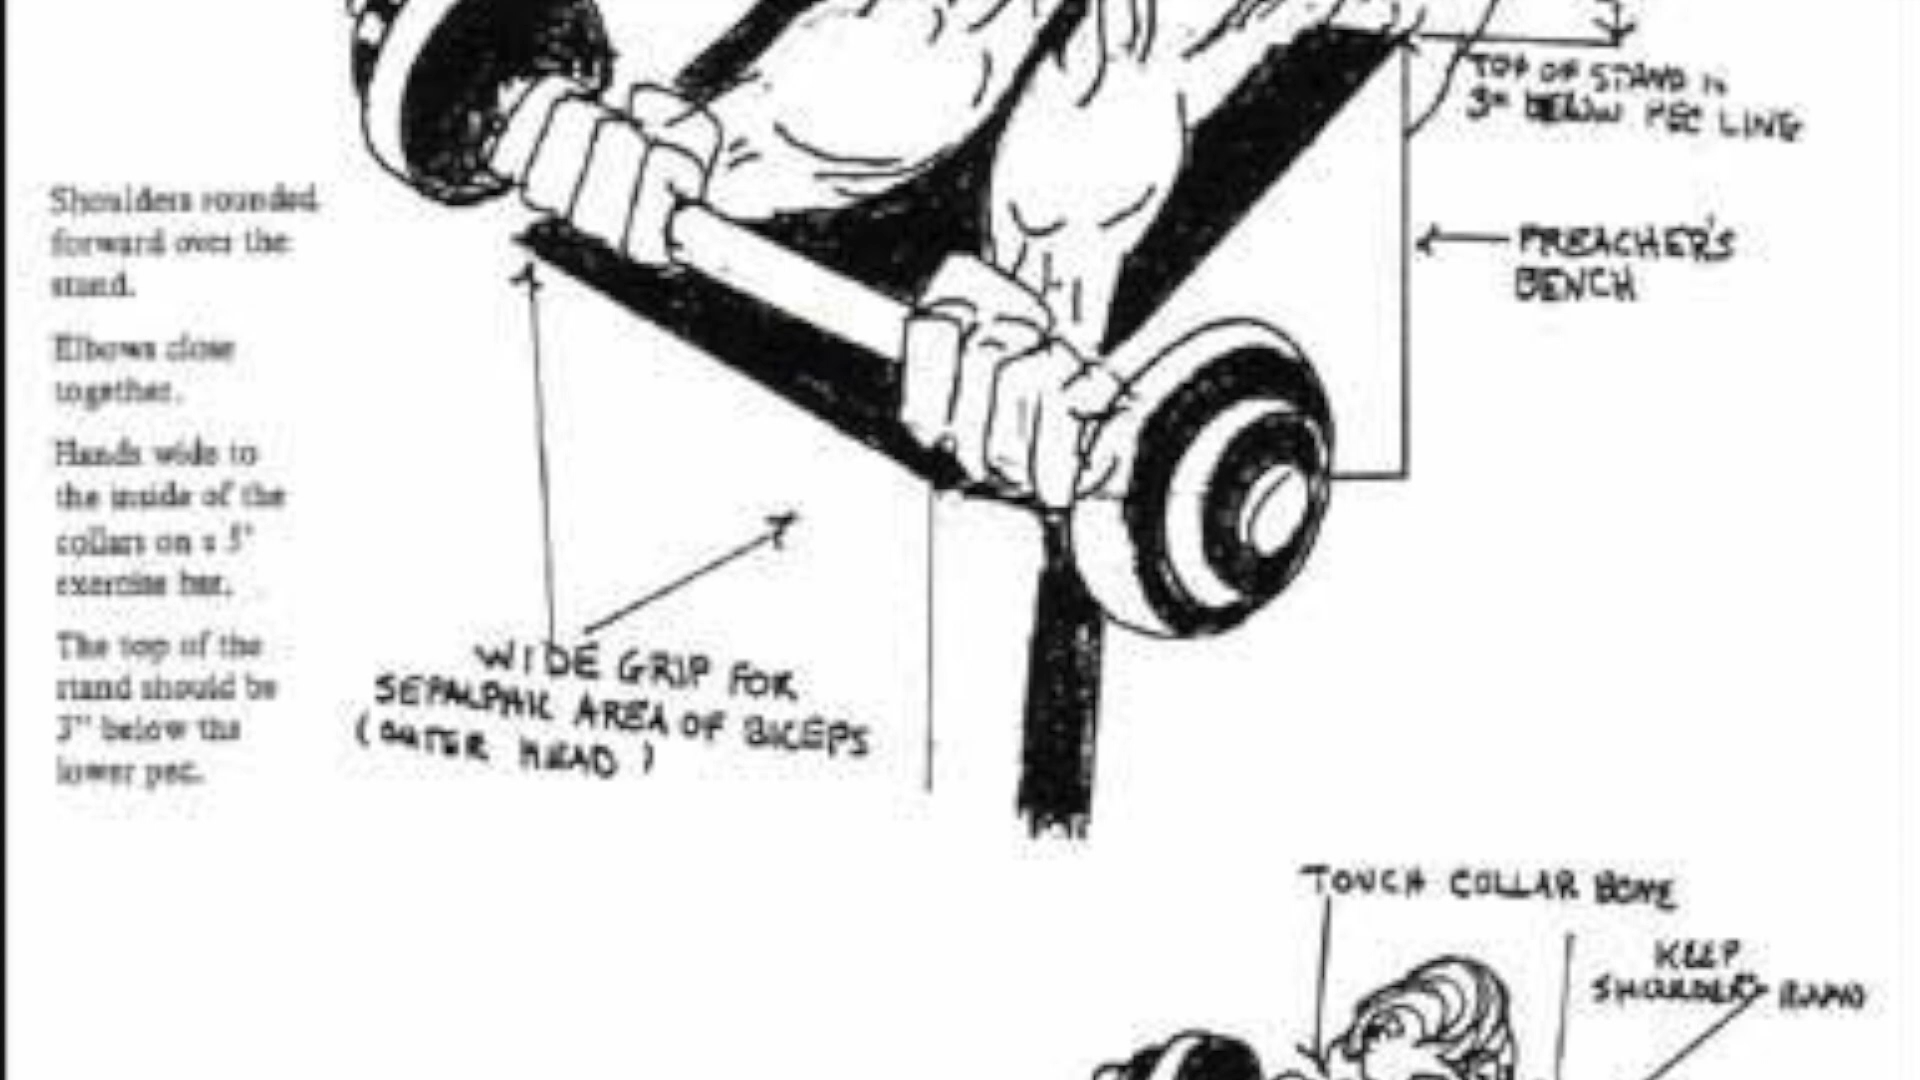 TOP OF STAND IS
3" BELOW PEC LINE
Shoulders rounded
forward over the
stand.
PREACHER'S
BENCH
Elbows close
together.
Hands wide to
the inside of the
collars on a 5'
exercise bar.
The top of the
stand should be
3" below the
lower pec.
WIDE GRIP FOR
AREA OF BICEPS
(OUTER HEAD)
TOUCH COLLAR BONE
KEEP